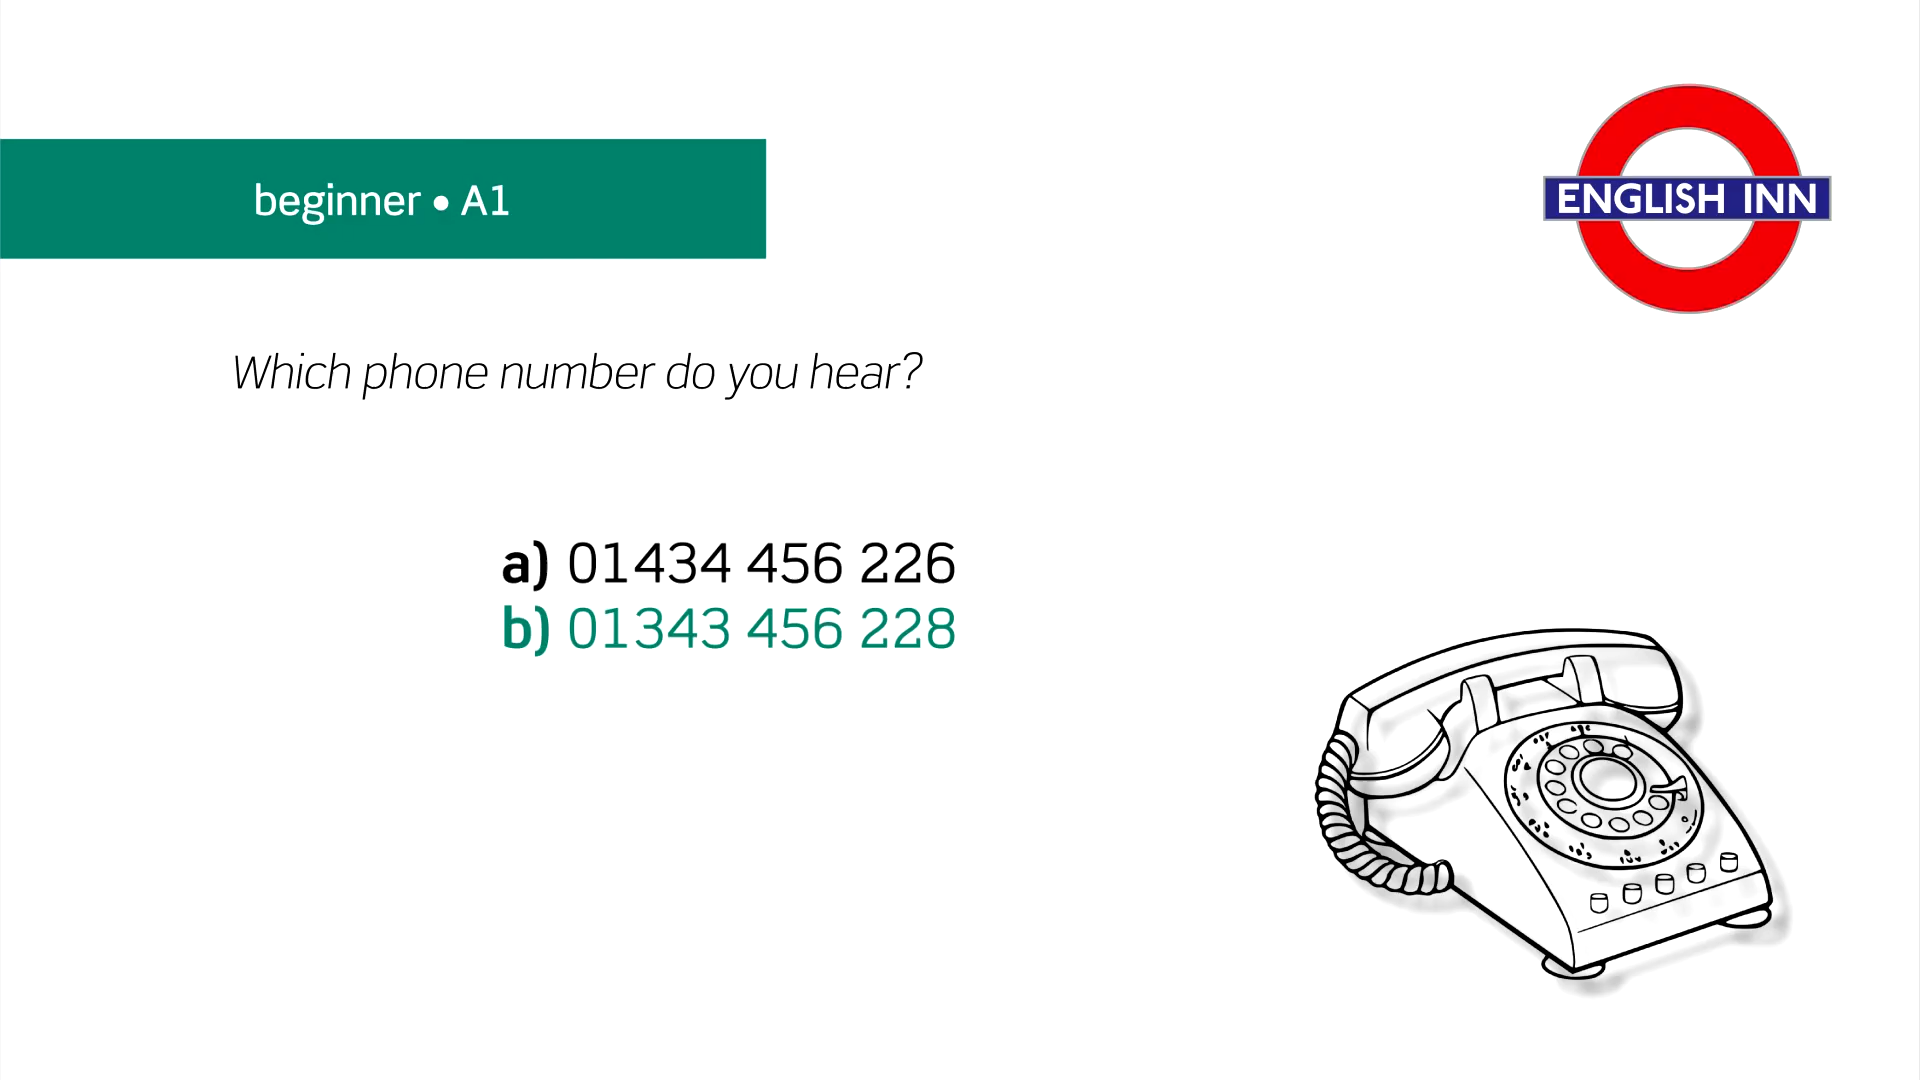 beginner • A1
ENGLISH INN
Which phone number do you hear?
a) 01434 456 226
b) 01343 456 228